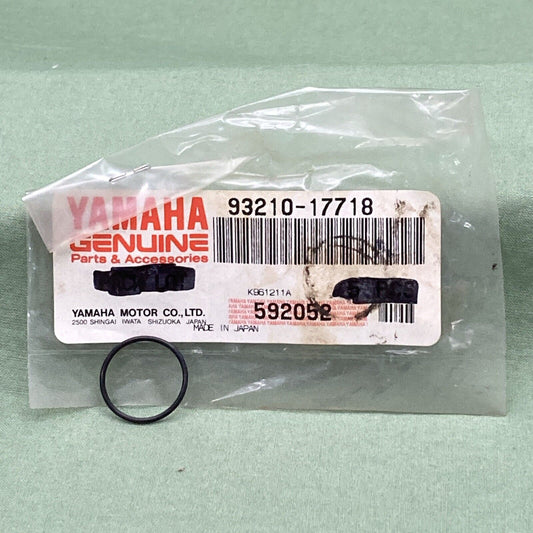 YAMAHA
GENUINE
Parts & Accessories
93210-17718
K961211A
592052
YAMAHA MOTOR CO.,LTD.
2500 SHINGAI IWATA SHIZUOKA JAPAN
MADE IN JAPAN